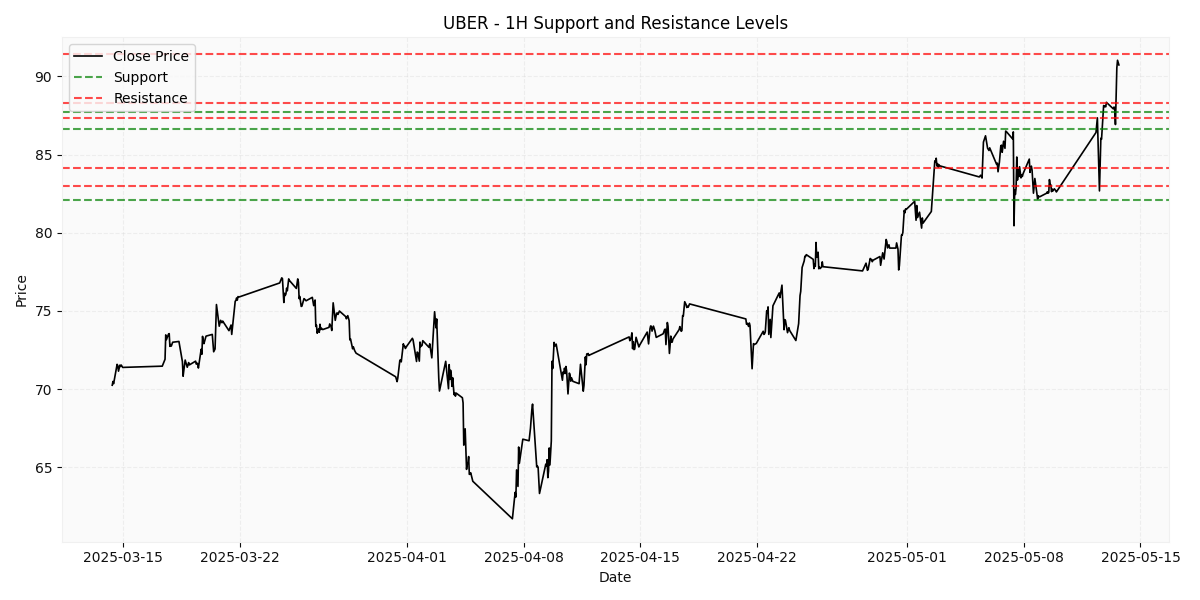 UBER - 1H Support and Resistance Levels
Close Price
Support
Resistance
90
85
80
75
70
65
Price
2025-03-15 2025-03-22 2025-04-01 2025-04-08 2025-04-15 2025-04-22 2025-05-01 2025-05-08 2025-05-15
Date